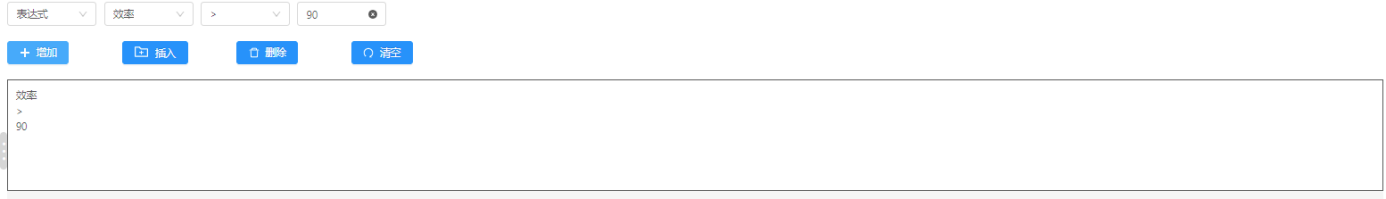 表达式 效率 > 90
增加 插入 删除 清空
效率
>
90